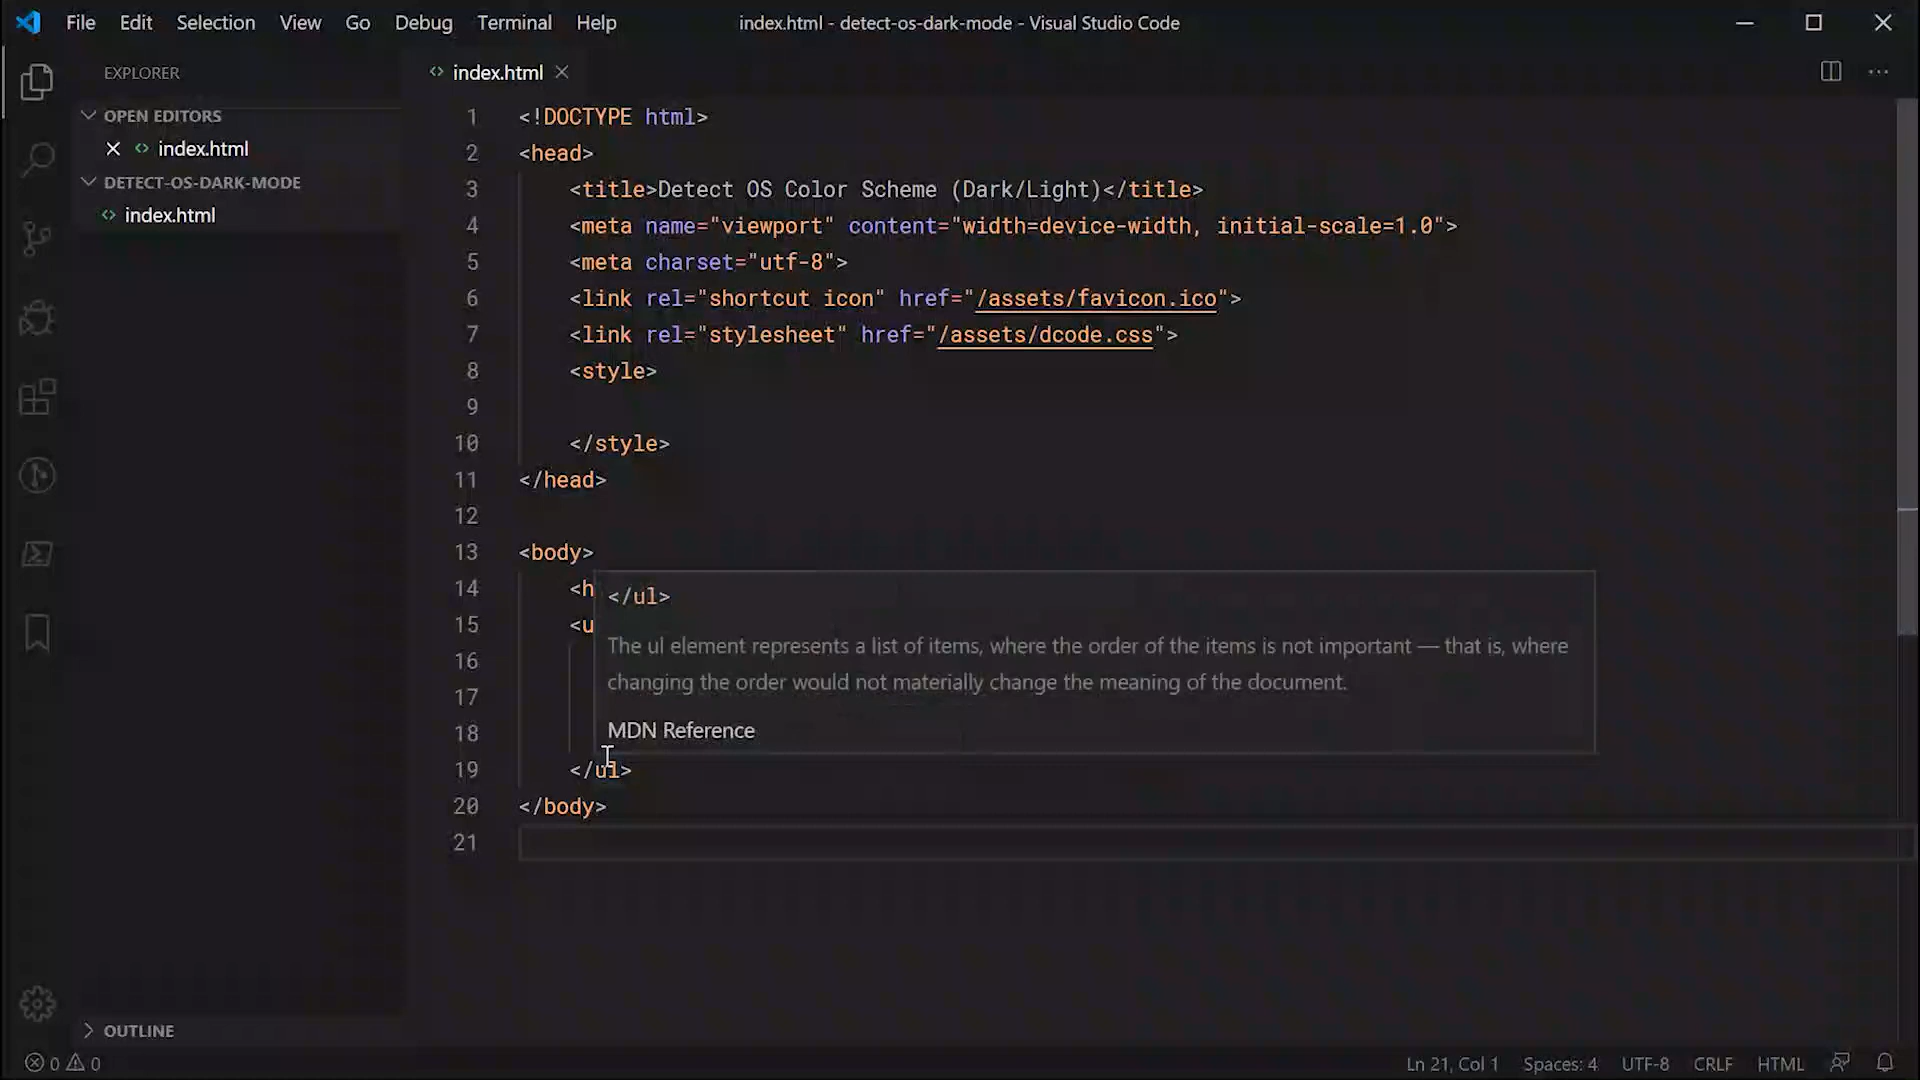 File Edit Selection View Go Debug Terminal Help
index.html - detect-os-dark-mode - Visual Studio Code
EXPLORER
OPEN EDITORS
index.html
DETECT-OS-DARK-MODE
index.html
OUTLINE
index.html
1 <!DOCTYPE html>
2 <head>
3 <title>Detect OS Color Scheme (Dark/Light)</title>
4 <meta name="viewport" content="width=device-width, initial-scale=1.0">
5 <meta charset="utf-8">
6 <link rel="shortcut icon" href="/assets/favicon.ico">
7 <link rel="stylesheet" href="/assets/dcode.css">
8 <style>
9
10 </style>
11 </head>
12
13 <body>
14 <h
15 <u
16
17
18
19 </ul>
20 </body>
21
</ul>
The ul element represents a list of items, where the order of the items is not important — that is, where
changing the order would not materially change the meaning of the document.
MDN Reference
0 0
Ln 21, Col 1 Spaces: 4 UTF-8 CRLF HTML